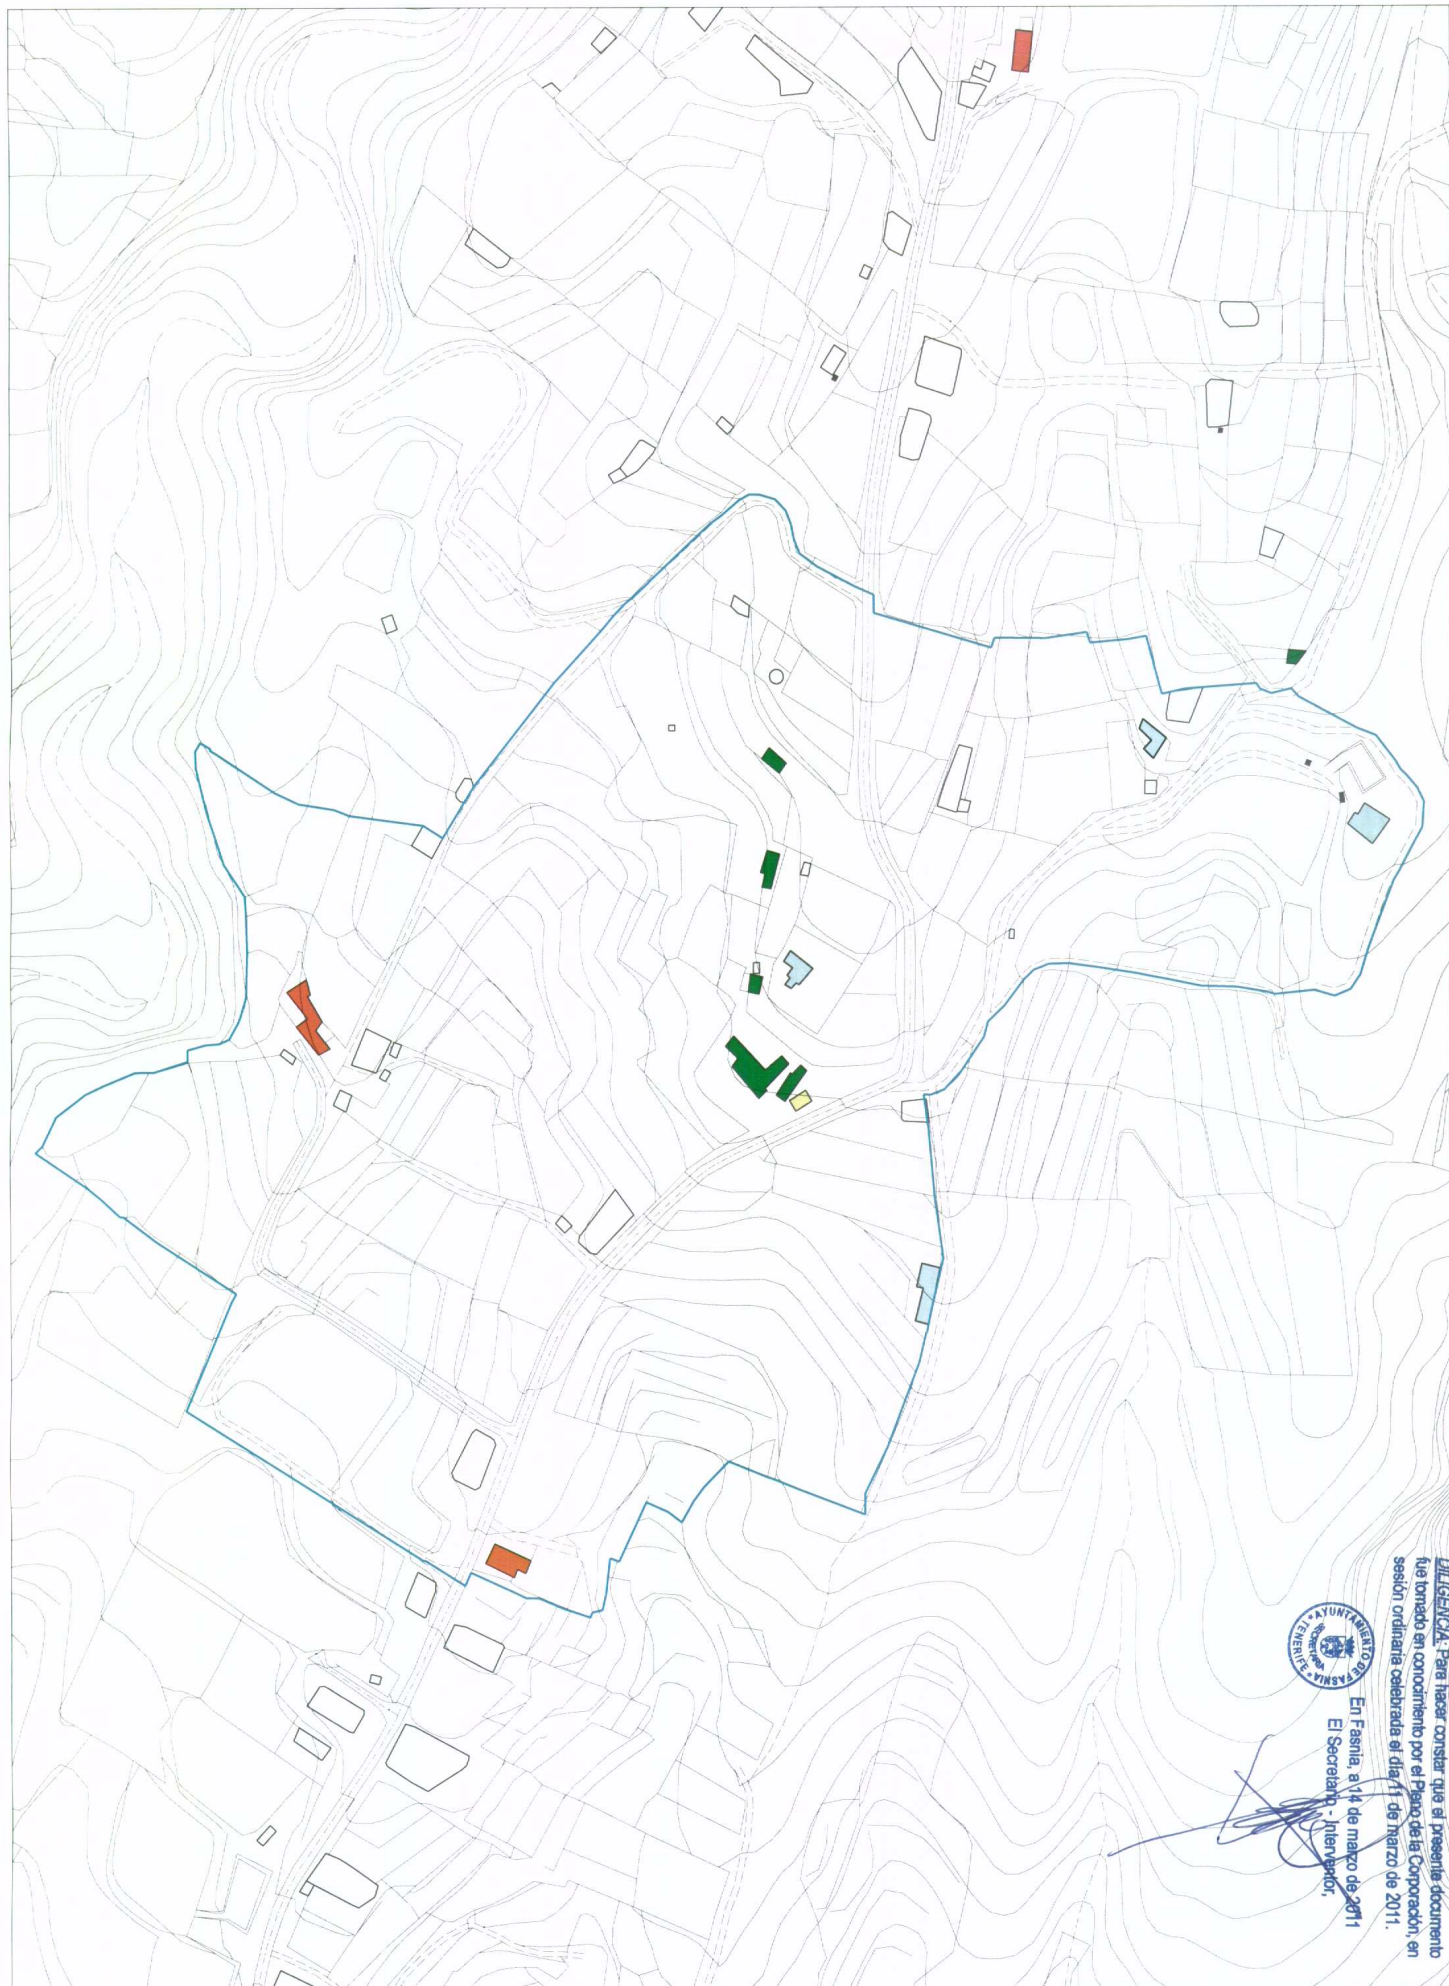 DILIGENCIA: Para hacer constar que el presente documento
fue tomado en conocimiento por el Pleno de la Corporación, en
sesión ordinaria celebrada el día 11 de marzo de 2011.
En Fasnia, a 14 de marzo de 2011
El Secretario - Interventor,
AYUNTAMIENTO DE FASNIA
TENERIFE
SECRETARIA